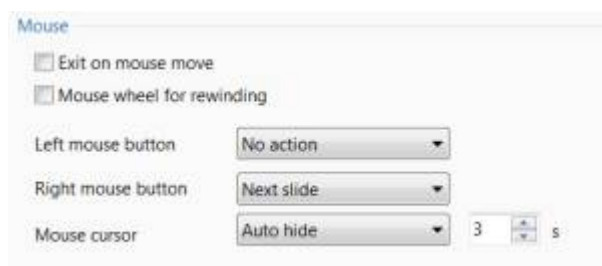 Mouse
Exit on mouse move
Mouse wheel for rewinding
Left mouse button No action
Right mouse button Next slide
Mouse cursor Auto hide 3 s